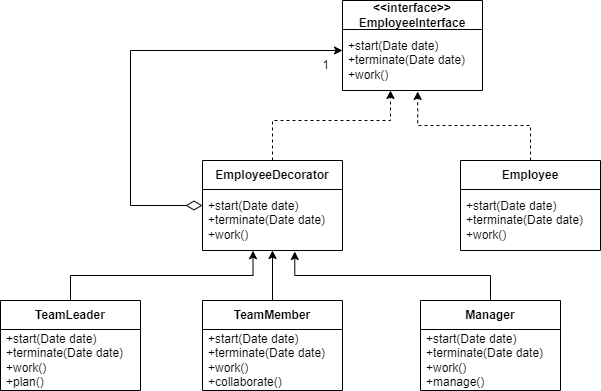 <<interface>>
EmployeeInterface
+start(Date date)
+terminate(Date date)
+work()
1
EmployeeDecorator
+start(Date date)
+terminate(Date date)
+work()
Employee
+start(Date date)
+terminate(Date date)
+work()
TeamLeader
+start(Date date)
+terminate(Date date)
+work()
+plan()
TeamMember
+start(Date date)
+terminate(Date date)
+work()
+collaborate()
Manager
+start(Date date)
+terminate(Date date)
+work()
+manage()